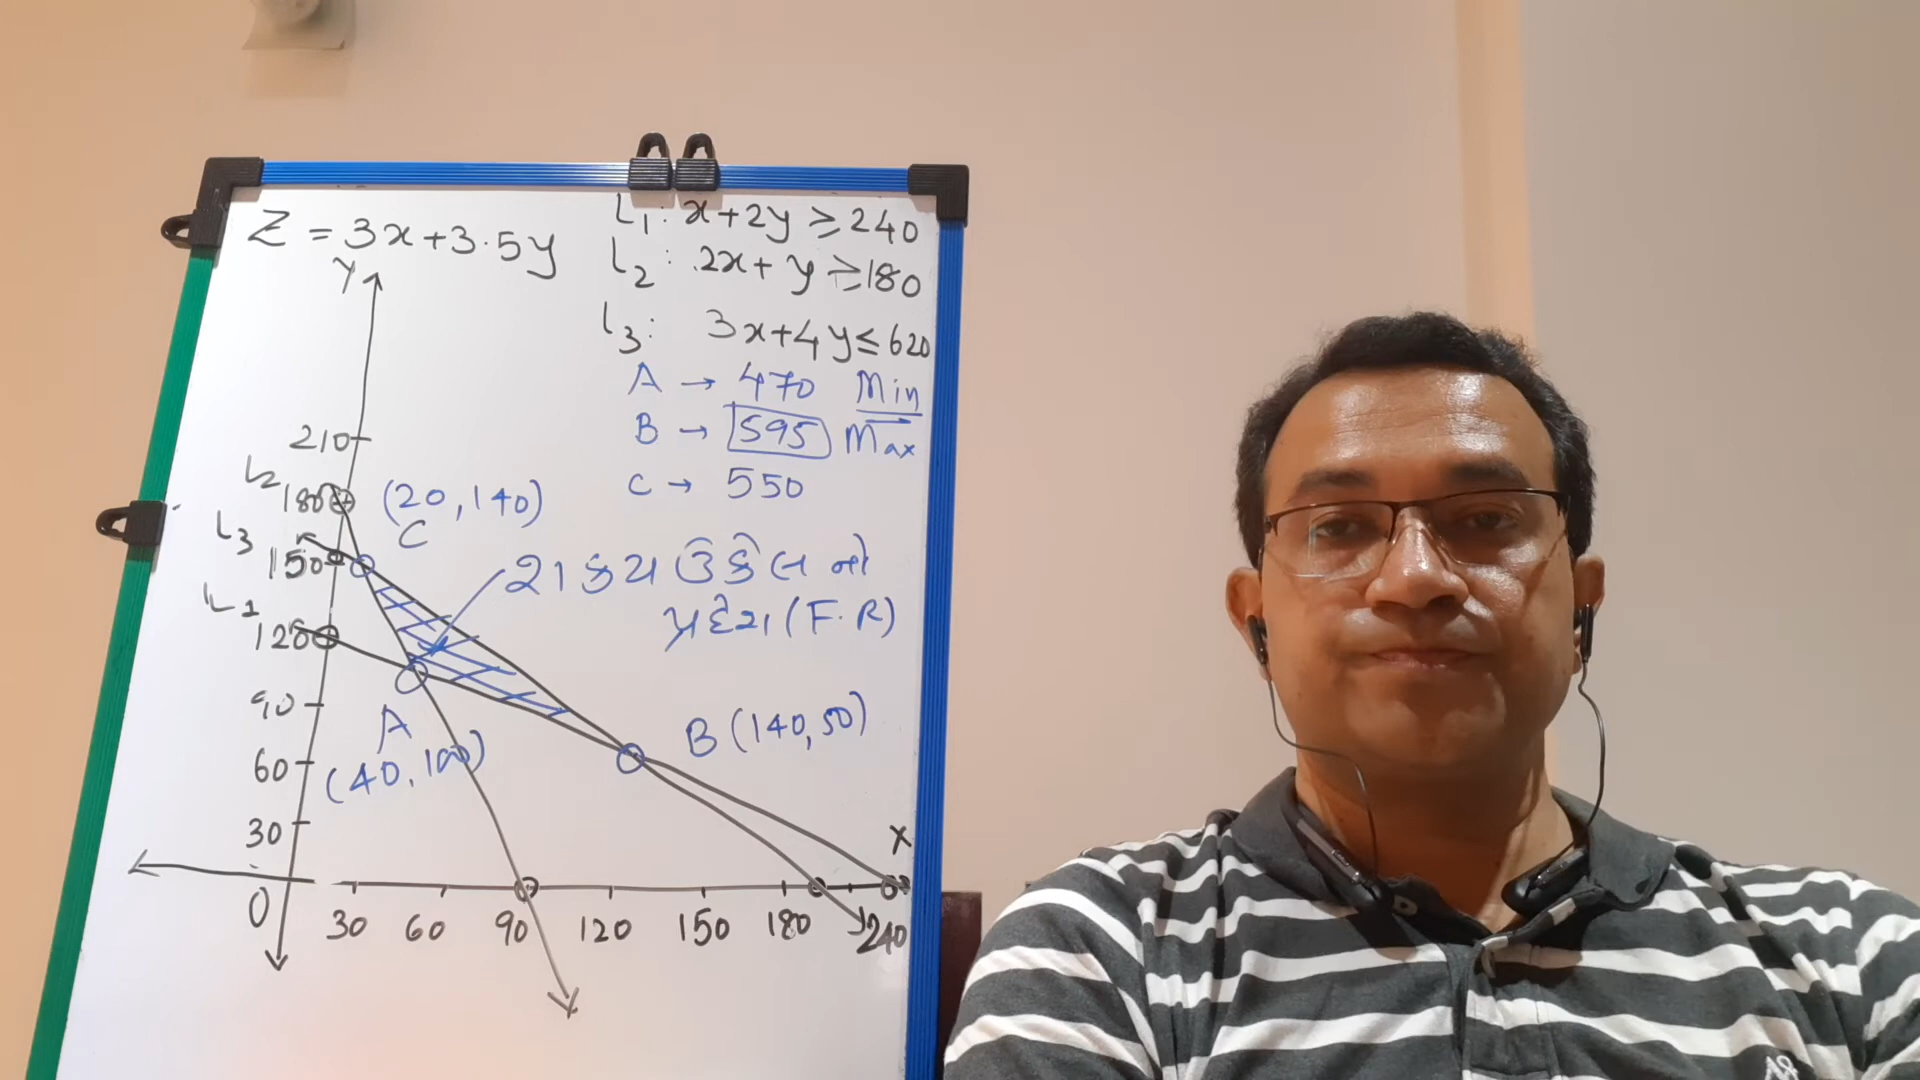 Z = 3x+3.5y
L1: x+2y ≥ 240
L2: 2x+y ≥ 180
L3: 3x+4y ≤ 620
A → 470 Min
B → 595 Max
C → 550
Y
210
L2
180
(20,140)
C
L3
150
શક્ય ઉકેલ નો
પ્રદેશ (F.R)
L1
120
90
A
(40,100)
B (140,50)
60
30
X
0 30 60 90 120 150 180 240